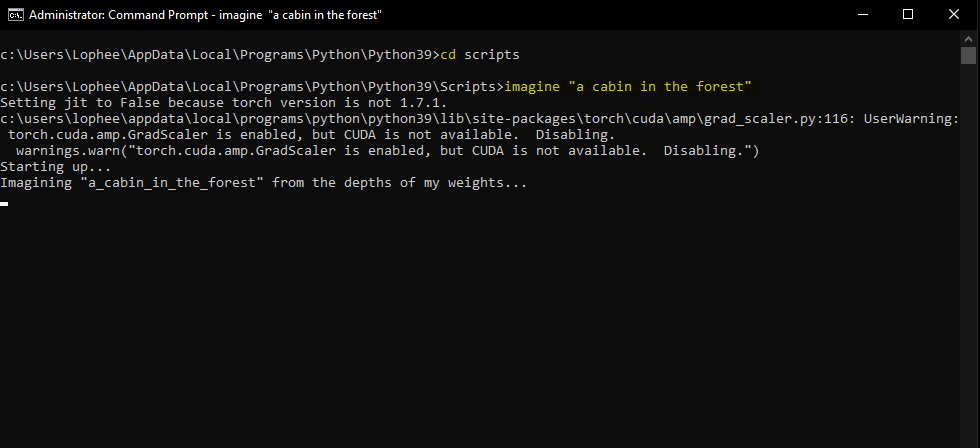 Administrator: Command Prompt - imagine  "a cabin in the forest"
c:\Users\Lophee\AppData\Local\Programs\Python\Python39>cd scripts
c:\Users\Lophee\AppData\Local\Programs\Python\Python39\Scripts>imagine "a cabin in the forest"
Setting jit to False because torch version is not 1.7.1.
c:\users\lophee\appdata\local\programs\python\python39\lib\site-packages\torch\cuda\amp\grad_scaler.py:116: UserWarning:
 torch.cuda.amp.GradScaler is enabled, but CUDA is not available.  Disabling.
  warnings.warn("torch.cuda.amp.GradScaler is enabled, but CUDA is not available.  Disabling.")
Starting up...
Imagining "a_cabin_in_the_forest" from the depths of my weights...